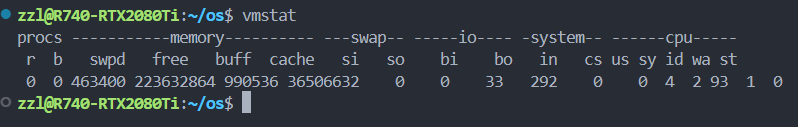 zzl@R740-RTX2080Ti:~/os$ vmstat
procs -----------memory---------- ---swap-- -----io---- -system-- ------cpu-----
 r  b   swpd   free   buff  cache   si   so    bi    bo   in   cs us sy id wa st
 0  0 463400 223632864 990536 36506632    0    0    33   292    0    0  4  2 93  1  0
zzl@R740-RTX2080Ti:~/os$